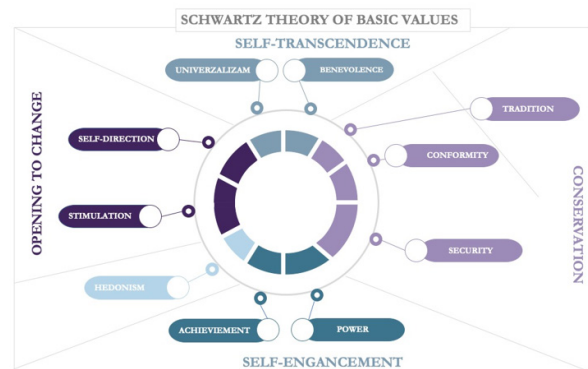 SCHWARTZ THEORY OF BASIC VALUES
SELF-TRANSCENDENCE
UNIVERZALIZAM
BENEVOLENCE
TRADITION
SELF-DIRECTION
CONFORMITY
OPENING TO CHANGE
CONSERVATION
STIMULATION
SECURITY
HEDONISM
ACHIEVIEMENT
POWER
SELF-ENGANCEMENT